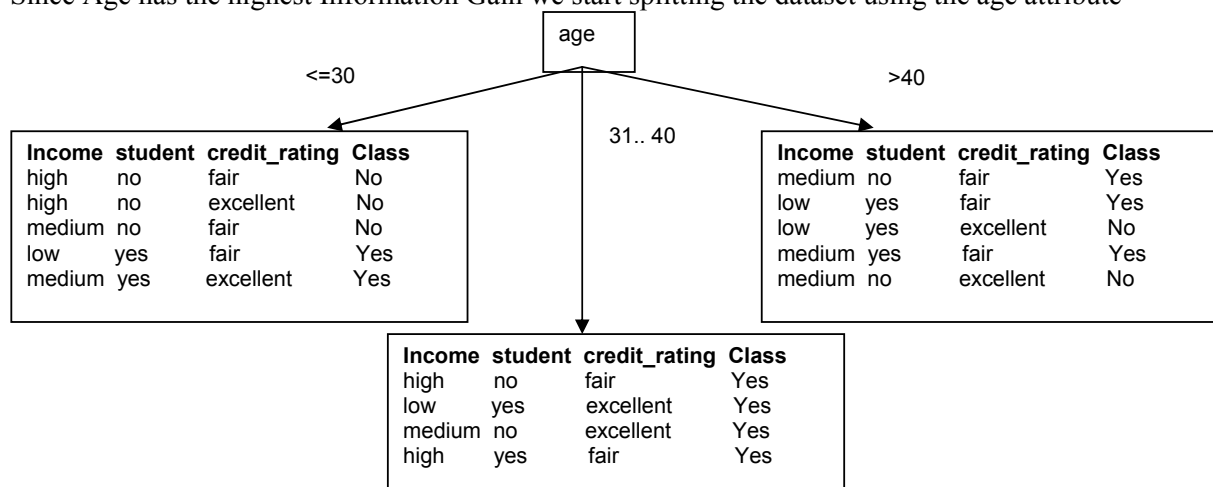 Since Age has the highest Information Gain we start splitting the dataset using the age attribute
age
<=30
>40
31.. 40
Income student credit_rating Class
high no fair No
high no excellent No
medium no fair No
low yes fair Yes
medium yes excellent Yes
Income student credit_rating Class
medium no fair Yes
low yes fair Yes
low yes excellent No
medium yes fair Yes
medium no excellent No
Income student credit_rating Class
high no fair Yes
low yes excellent Yes
medium no excellent Yes
high yes fair Yes